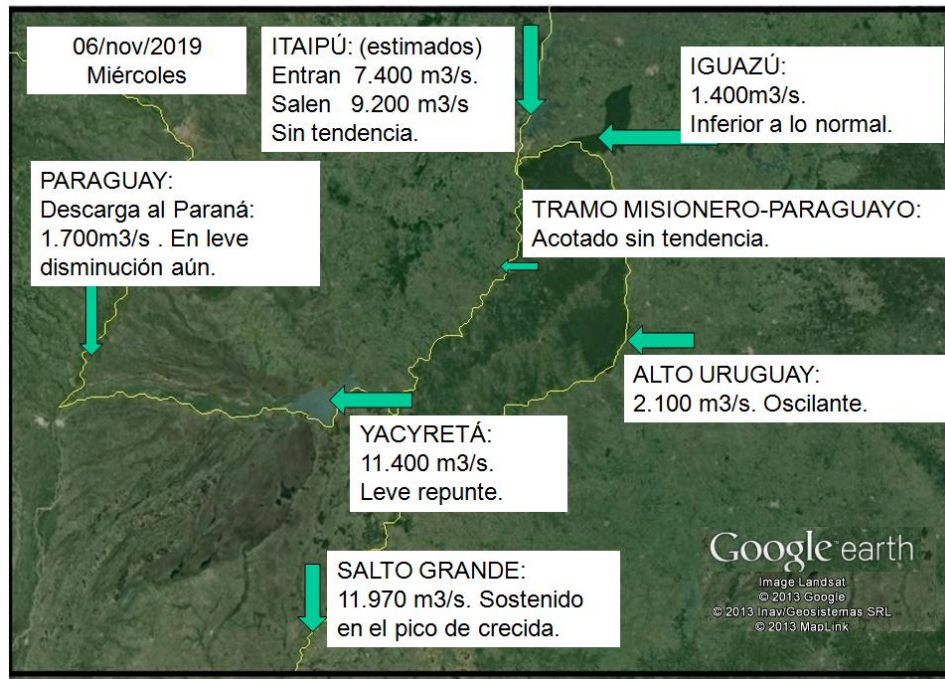 06/nov/2019
Miércoles
ITAIPÚ: (estimados)
Entran 7.400 m3/s.
Salen 9.200 m3/s
Sin tendencia.
IGUAZÚ:
1.400m3/s.
Inferior a lo normal.
PARAGUAY:
Descarga al Paraná:
1.700m3/s . En leve
disminución aún.
TRAMO MISIONERO-PARAGUAYO:
Acotado sin tendencia.
ALTO URUGUAY:
2.100 m3/s. Oscilante.
YACYRETÁ:
11.400 m3/s.
Leve repunte.
SALTO GRANDE:
11.970 m3/s. Sostenido
en el pico de crecida.
Google earth
Image Landsat
© 2013 Google
© 2013 Inav/Geosistemas SRL
© 2013 MapLink